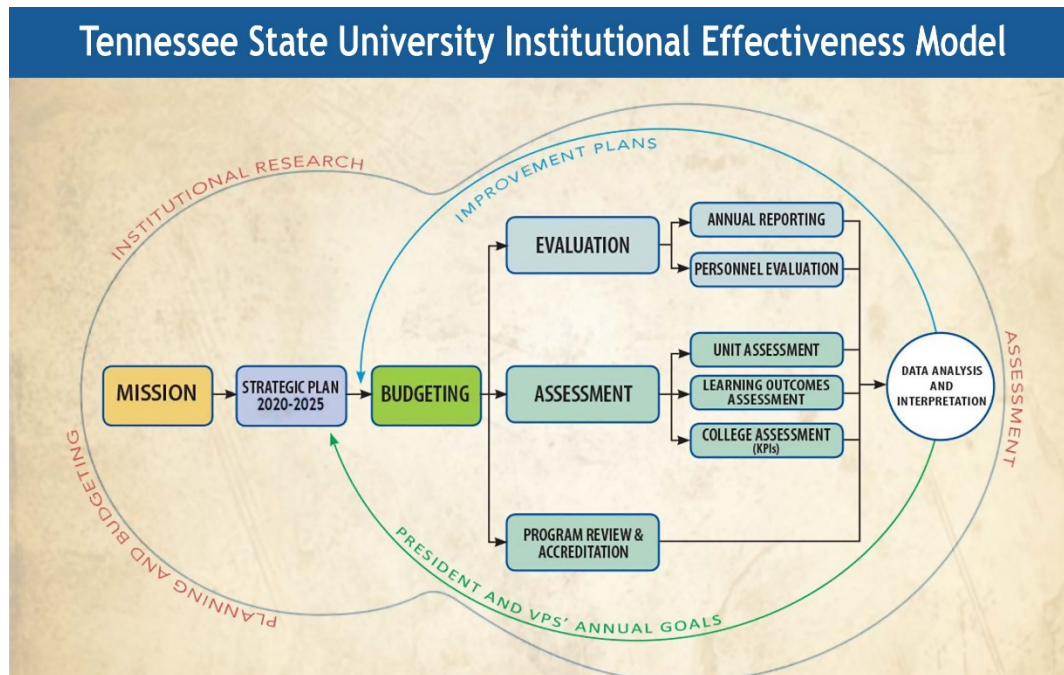 Tennessee State University Institutional Effectiveness Model
INSTITUTIONAL RESEARCH
IMPROVEMENT PLANS
EVALUATION
ANNUAL REPORTING
PERSONNEL EVALUATION
MISSION
STRATEGIC PLAN
2020-2025
BUDGETING
ASSESSMENT
UNIT ASSESSMENT
LEARNING OUTCOMES
ASSESSMENT
COLLEGE ASSESSMENT
(KPIs)
DATA ANALYSIS
AND
INTERPRETATION
ASSESSMENT
PROGRAM REVIEW &
ACCREDITATION
PLANNING AND BUDGETING
PRESIDENT AND VPS' ANNUAL GOALS